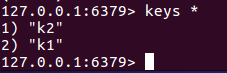 127.0.0.1:6379> keys *
1) "k2"
2) "k1"
127.0.0.1:6379>